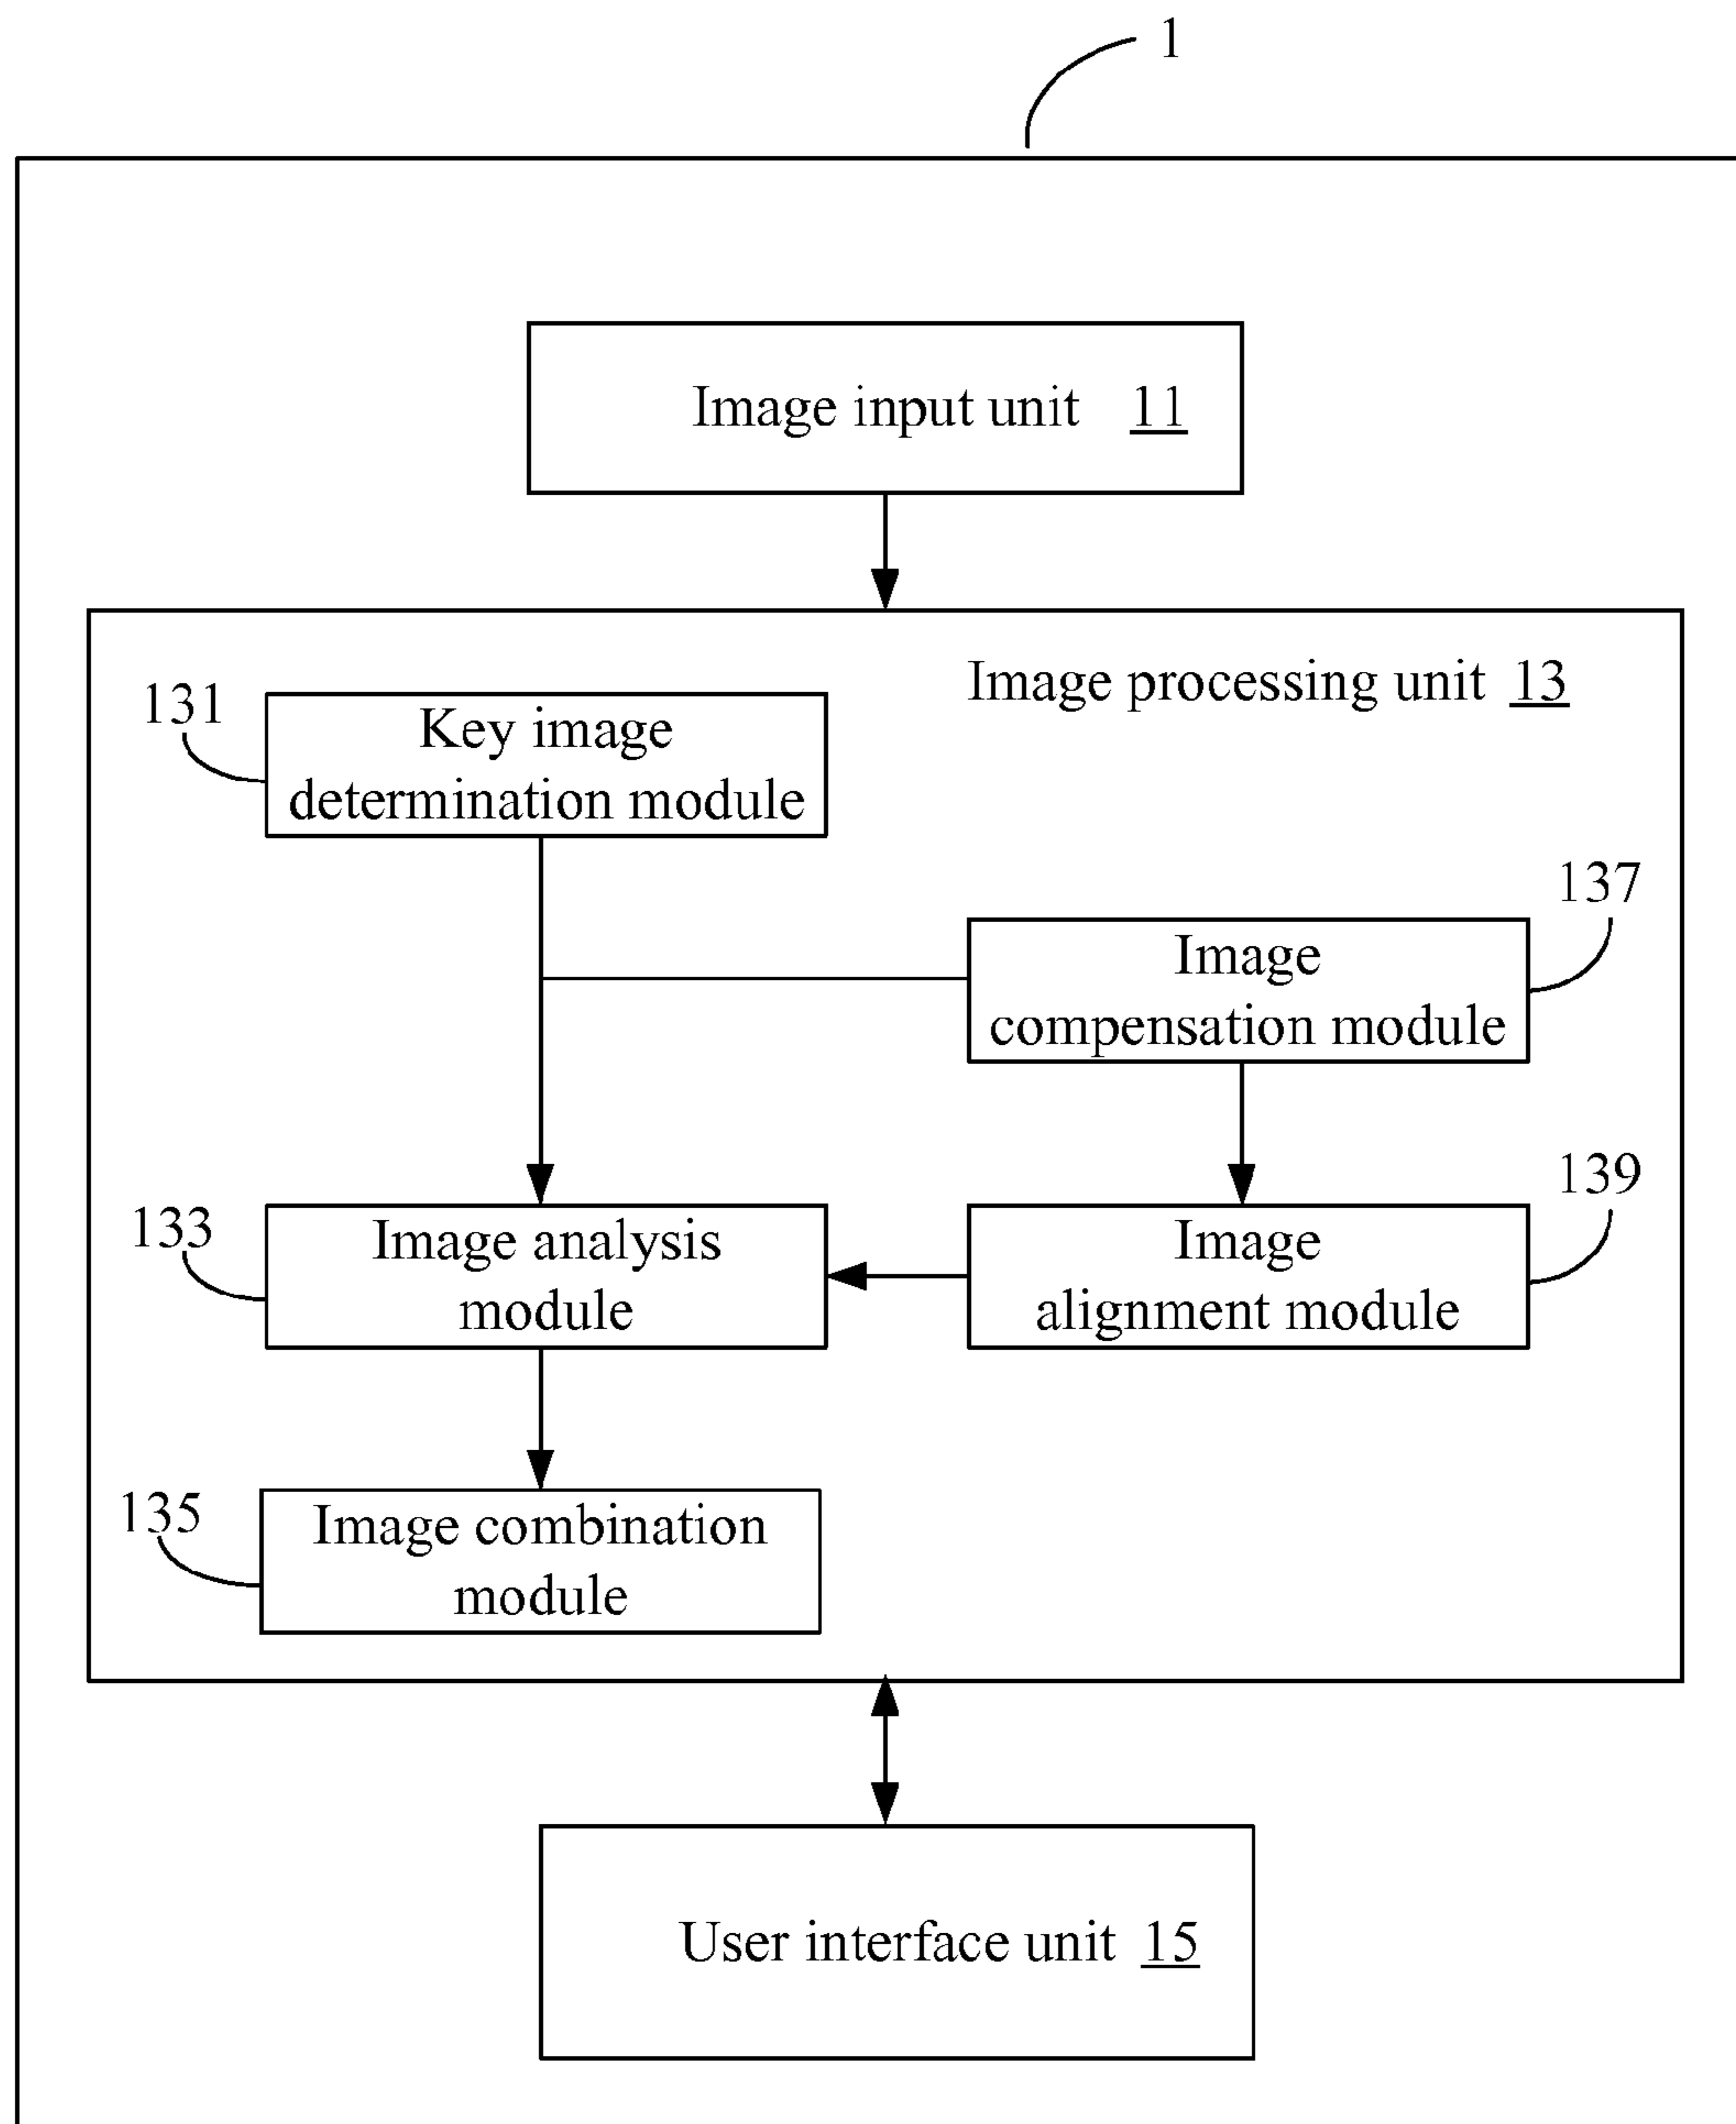 1
Image input unit 11
Image processing unit 13
131
Key image
determination module
137
Image
compensation module
133
Image analysis
module
139
Image
alignment module
135
Image combination
module
User interface unit 15